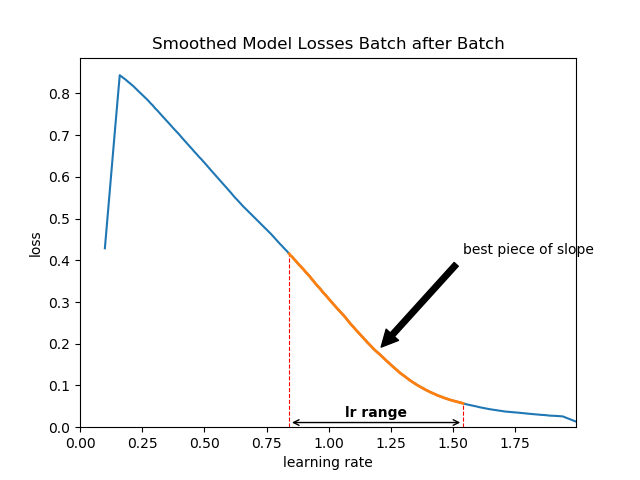 Smoothed Model Losses Batch after Batch
0.8
0.7
0.6
0.5
0.4
0.3
0.2
0.1
0.0
loss
best piece of slope
lr range
0.00 0.25 0.50 0.75 1.00 1.25 1.50 1.75
learning rate